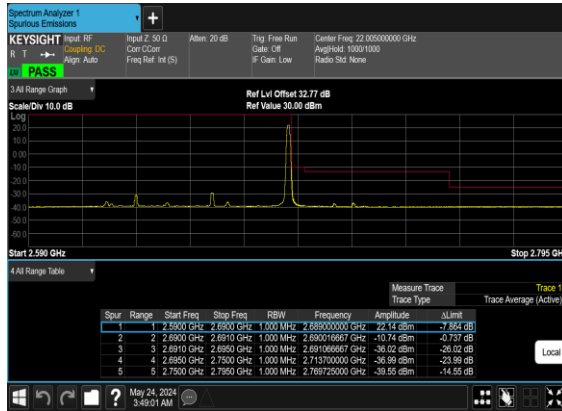 Spectrum Analyzer 1
Spurious Emissions
KEYSIGHT Input: RF Input Z: 50 Ω Atten: 20 dB Trig: Free Run Center Freq: 22.005000000 GHz
R T Coupling: DC Corr CCorr Gate: Off Avg|Hold: 1000/1000
Align: Auto Freq Ref: Int (S) IF Gain: Low Radio Std: None
PASS
3 All Range Graph
Ref Lvl Offset 32.77 dB
Scale/Div 10.0 dB Ref Value 30.00 dBm
Log
20.0
10.0
0.00
-10.0
-20.0
-30.0
-40.0
-50.0
-60.0
Start 2.590 GHz Stop 2.795 GH
4 All Range Table
Measure Trace Trace 1
Trace Type Trace Average (Active)
Spur Range Start Freq Stop Freq RBW Frequency Amplitude ΔLimit
1 1 2.5900 GHz 2.6900 GHz 1.000 MHz 2.689000000 GHz 22.14 dBm -7.864 dB
2 2 2.6900 GHz 2.6910 GHz 1.000 MHz 2.690016667 GHz -10.74 dBm -0.737 dB
3 3 2.6910 GHz 2.6950 GHz 1.000 MHz 2.691066667 GHz -36.02 dBm -26.02 dB
4 4 2.6950 GHz 2.7500 GHz 1.000 MHz 2.713700000 GHz -36.99 dBm -23.99 dB
5 5 2.7500 GHz 2.7950 GHz 1.000 MHz 2.769725000 GHz -39.55 dBm -14.55 dB
Local
May 24, 2024
3:49:01 AM